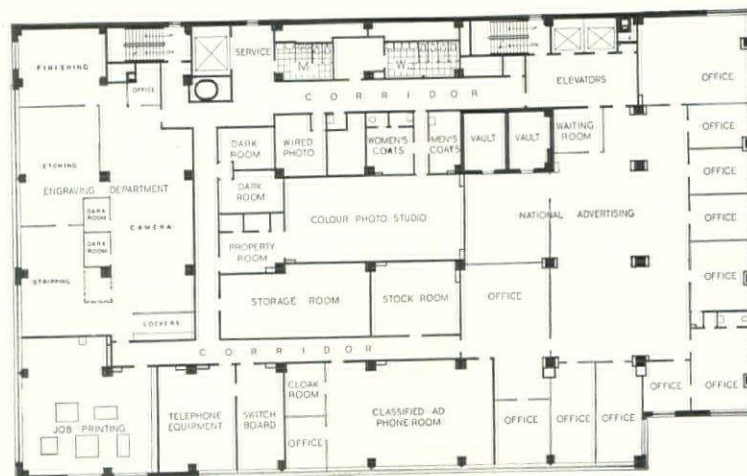 FINISHING
UP
SERVICE
M
W
ELEVATORS
OFFICE
OFFICE
C O R R I D O R
OFFICE
ETCHING
ENGRAVING DEPARTMENT
DARK
ROOM
DARK
ROOM
CAMERA
STRIPPING
LOCKERS
DARK
ROOM
WIRED
PHOTO
WOMEN'S
COATS
MEN'S
COATS
VAULT
VAULT
WAITING
ROOM
DARK
ROOM
COLOUR PHOTO STUDIO
NATIONAL ADVERTISING
OFFICE
OFFICE
OFFICE
PROPERTY
ROOM
STORAGE ROOM
STOCK ROOM
OFFICE
C O R R I D O R
JOB PRINTING
TELEPHONE
EQUIPMENT
SWITCH
BOARD
CLOAK
ROOM
OFFICE
CLASSIFIED AD
PHONE ROOM
OFFICE
OFFICE
OFFICE
OFFICE
OFFICE